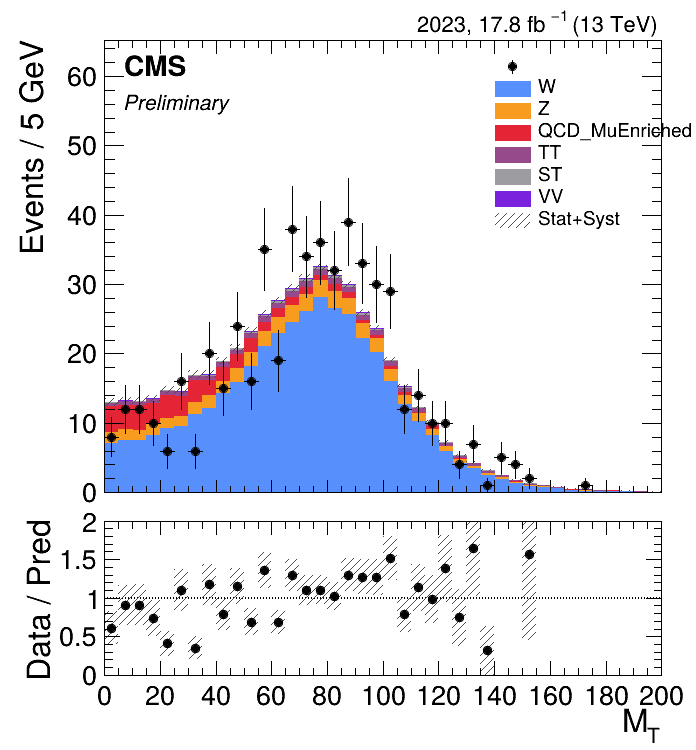 2023, 17.8 fb⁻¹ (13 TeV)
CMS
Preliminary
W
Z
QCD_MuEnriched
TT
ST
VV
Stat+Syst
Events / 5 GeV
60
50
40
30
20
10
0
Data / Pred
2
1.5
1
0.5
0
0 20 40 60 80 100 120 140 160 180 200
M_T